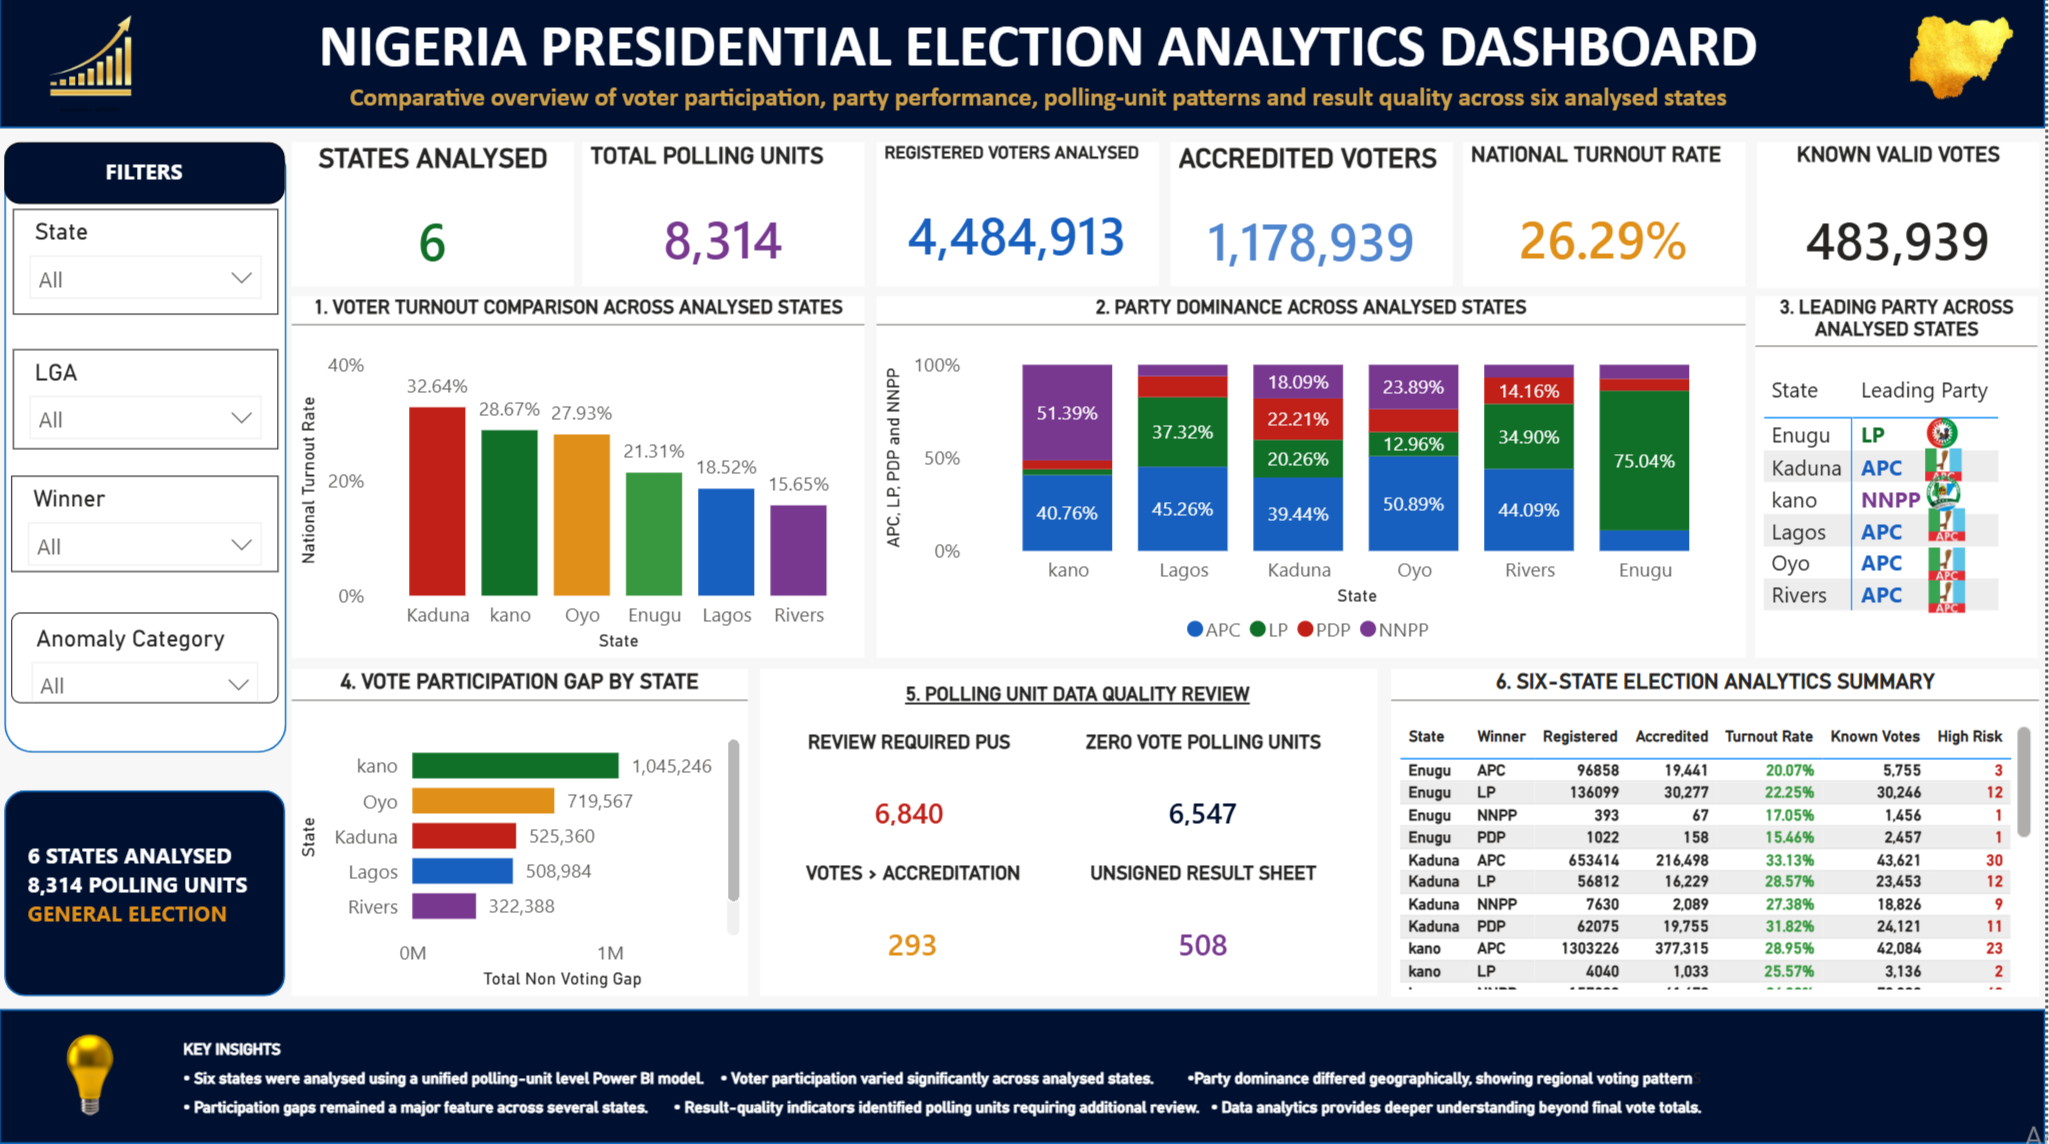 NIGERIA PRESIDENTIAL ELECTION ANALYTICS DASHBOARD
Comparative overview of voter participation, party performance, polling-unit patterns and result quality across six analysed states
FILTERS
State
All
LGA
All
Winner
All
Anomaly Category
All
6 STATES ANALYSED
8,314 POLLING UNITS
GENERAL ELECTION
STATES ANALYSED
6
TOTAL POLLING UNITS
8,314
REGISTERED VOTERS ANALYSED
4,484,913
ACCREDITED VOTERS
1,178,939
NATIONAL TURNOUT RATE
26.29%
KNOWN VALID VOTES
483,939
1. VOTER TURNOUT COMPARISON ACROSS ANALYSED STATES
National Turnout Rate
40%
20%
0%
32.64% 28.67% 27.93% 21.31% 18.52% 15.65%
Kaduna kano Oyo Enugu Lagos Rivers
State
2. PARTY DOMINANCE ACROSS ANALYSED STATES
APC, LP, PDP and NNPP
100%
50%
0%
51.39%
40.76%
37.32%
45.26%
18.09%
22.21%
20.26%
39.44%
23.89%
12.96%
50.89%
14.16%
34.90%
44.09%
75.04%
kano Lagos Kaduna Oyo Rivers Enugu
State
APC LP PDP NNPP
3. LEADING PARTY ACROSS
ANALYSED STATES
State Leading Party
Enugu LP
Kaduna APC APC
kano NNPP
Lagos APC APC
Oyo APC APC
Rivers APC APC
4. VOTE PARTICIPATION GAP BY STATE
State
kano 1,045,246
Oyo 719,567
Kaduna 525,360
Lagos 508,984
Rivers 322,388
0M 1M
Total Non Voting Gap
5. POLLING UNIT DATA QUALITY REVIEW
REVIEW REQUIRED PUS
6,840
ZERO VOTE POLLING UNITS
6,547
VOTES > ACCREDITATION
293
UNSIGNED RESULT SHEET
508
6. SIX-STATE ELECTION ANALYTICS SUMMARY
State Winner Registered Accredited Turnout Rate Known Votes High Risk
Enugu APC 96858 19,441 20.07% 5,755 3
Enugu LP 136099 30,277 22.25% 30,246 12
Enugu NNPP 393 67 17.05% 1,456 1
Enugu PDP 1022 158 15.46% 2,457 1
Kaduna APC 653414 216,498 33.13% 43,621 30
Kaduna LP 56812 16,229 28.57% 23,453 12
Kaduna NNPP 7630 2,089 27.38% 18,826 9
Kaduna PDP 62075 19,755 31.82% 24,121 11
kano APC 1303226 377,315 28.95% 42,084 23
kano LP 4040 1,033 25.57% 3,136 2
KEY INSIGHTS
• Six states were analysed using a unified polling-unit level Power BI model. • Voter participation varied significantly across analysed states. •Party dominance differed geographically, showing regional voting patterns
• Participation gaps remained a major feature across several states. • Result-quality indicators identified polling units requiring additional review. • Data analytics provides deeper understanding beyond final vote totals.